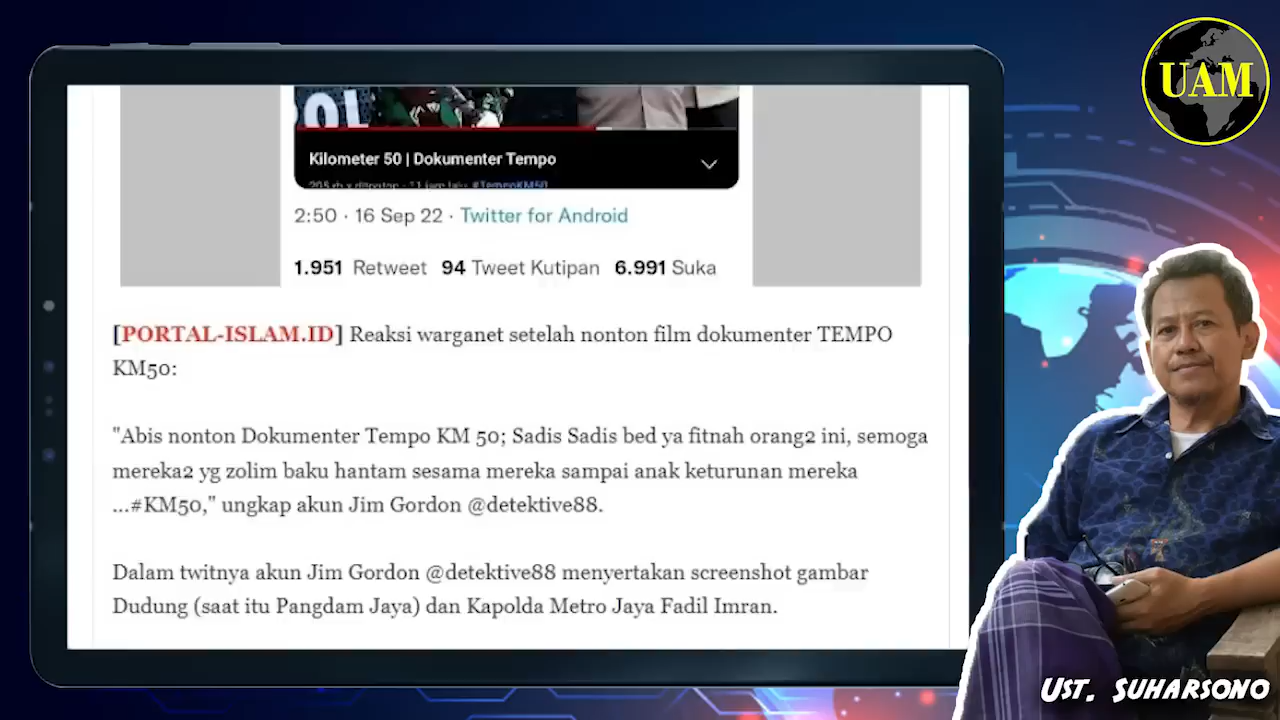 UAM
OL
Kilometer 50 | Dokumenter Tempo
2:50 · 16 Sep 22 · Twitter for Android
1.951 Retweet 94 Tweet Kutipan 6.991 Suka
[PORTAL-ISLAM.ID] Reaksi warganet setelah nonton film dokumenter TEMPO
KM50:
"Abis nonton Dokumenter Tempo KM 50; Sadis Sadis bed ya fitnah orang2 ini, semoga
mereka2 yg zolim baku hantam sesama mereka sampai anak keturunan mereka
...#KM50," ungkap akun Jim Gordon @detektive88.
Dalam twitnya akun Jim Gordon @detektive88 menyertakan screenshot gambar
Dudung (saat itu Pangdam Jaya) dan Kapolda Metro Jaya Fadil Imran.
UST. SUHARSONO